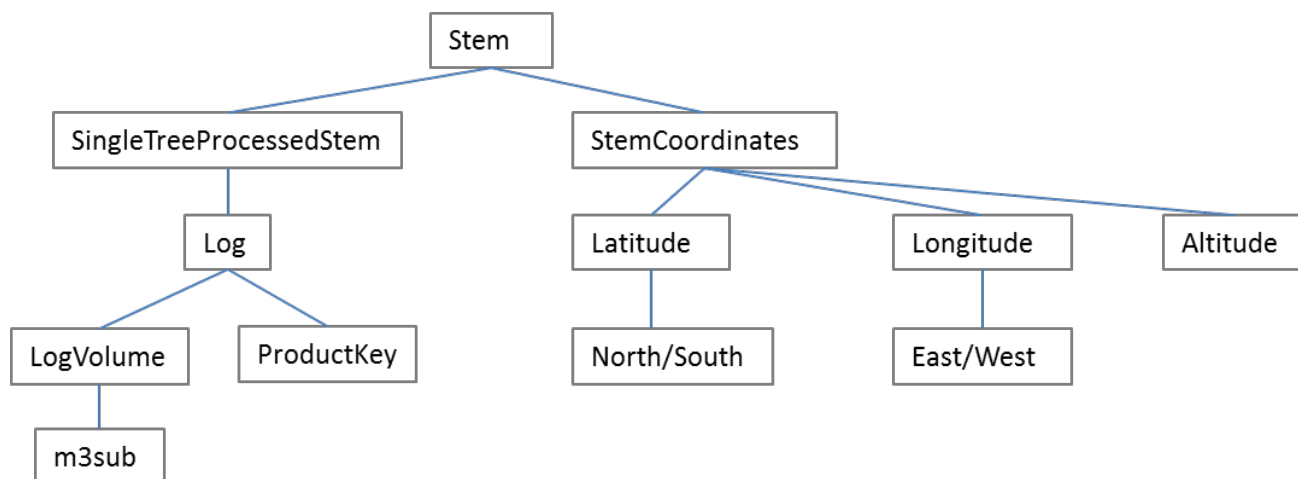 Stem
SingleTreeProcessedStem
StemCoordinates
Log
Latitude
Longitude
Altitude
LogVolume
ProductKey
North/South
East/West
m3sub